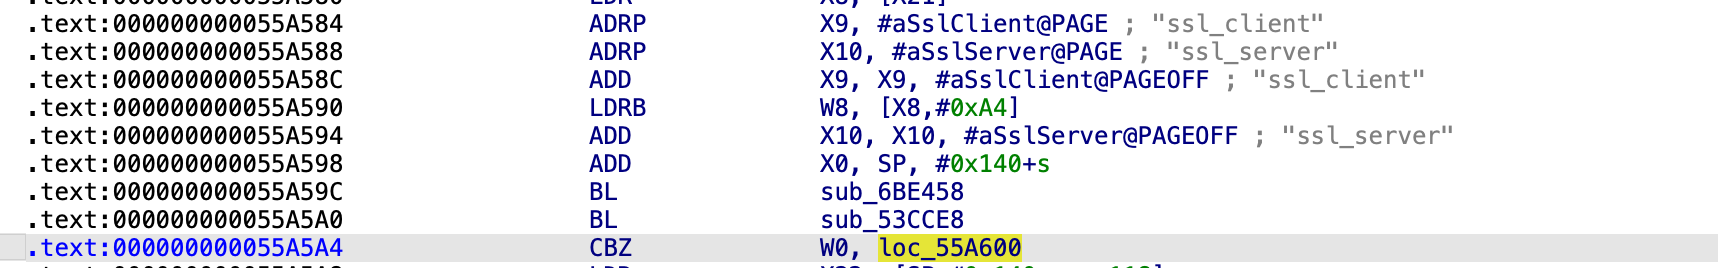 .text:000000000055A584 ADRP X9, #aSslClient@PAGE ; "ssl_client"
.text:000000000055A588 ADRP X10, #aSslServer@PAGE ; "ssl_server"
.text:000000000055A58C ADD X9, X9, #aSslClient@PAGEOFF ; "ssl_client"
.text:000000000055A590 LDRB W8, [X8,#0xA4]
.text:000000000055A594 ADD X10, X10, #aSslServer@PAGEOFF ; "ssl_server"
.text:000000000055A598 ADD X0, SP, #0x140+s
.text:000000000055A59C BL sub_6BE458
.text:000000000055A5A0 BL sub_53CCE8
.text:000000000055A5A4 CBZ W0, loc_55A600